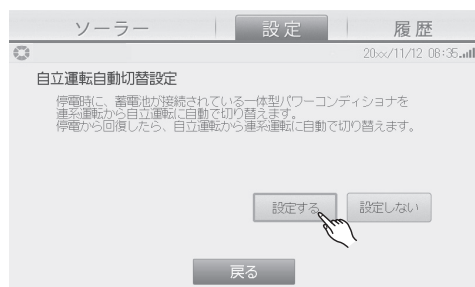 ソーラー 設定 履歴
20xx/11/12 08:35
自立運転自動切替設定
停電時に、蓄電池が接続されている一体型パワーコンディショナを
連系運転から自立運転に自動で切り替えます。
停電から回復したら、自立運転から連系運転に自動で切り替えます。
設定する 設定しない
戻る